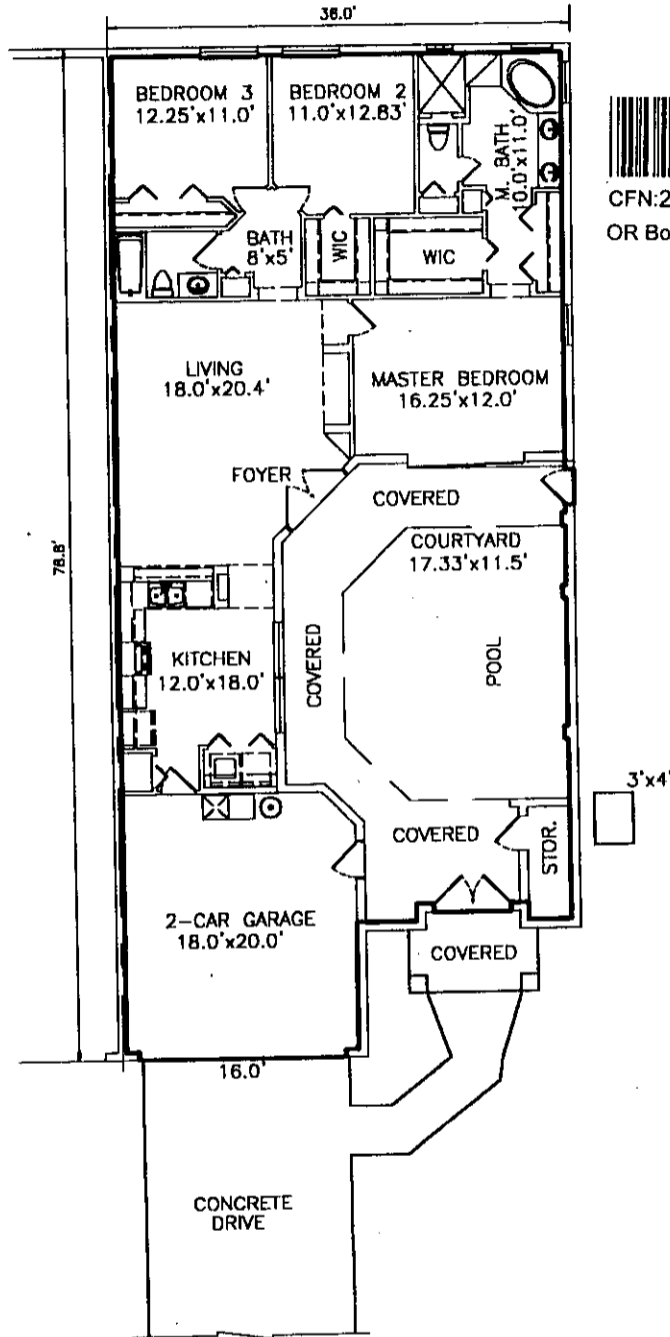 36.0'
BEDROOM 3
12.25'x11.0'
BEDROOM 2
11.0'x12.83'
M. BATH
10.0'x11.0'
CFN:2
OR Bo
BATH
8'x5'
WIC
WIC
LIVING
18.0'x20.4'
MASTER BEDROOM
16.25'x12.0'
FOYER
COVERED
COURTYARD
17.33'x11.5'
78.8'
COVERED
POOL
KITCHEN
12.0'x18.0'
3'x4'
COVERED
STOR.
2-CAR GARAGE
18.0'x20.0'
COVERED
16.0'
CONCRETE
DRIVE